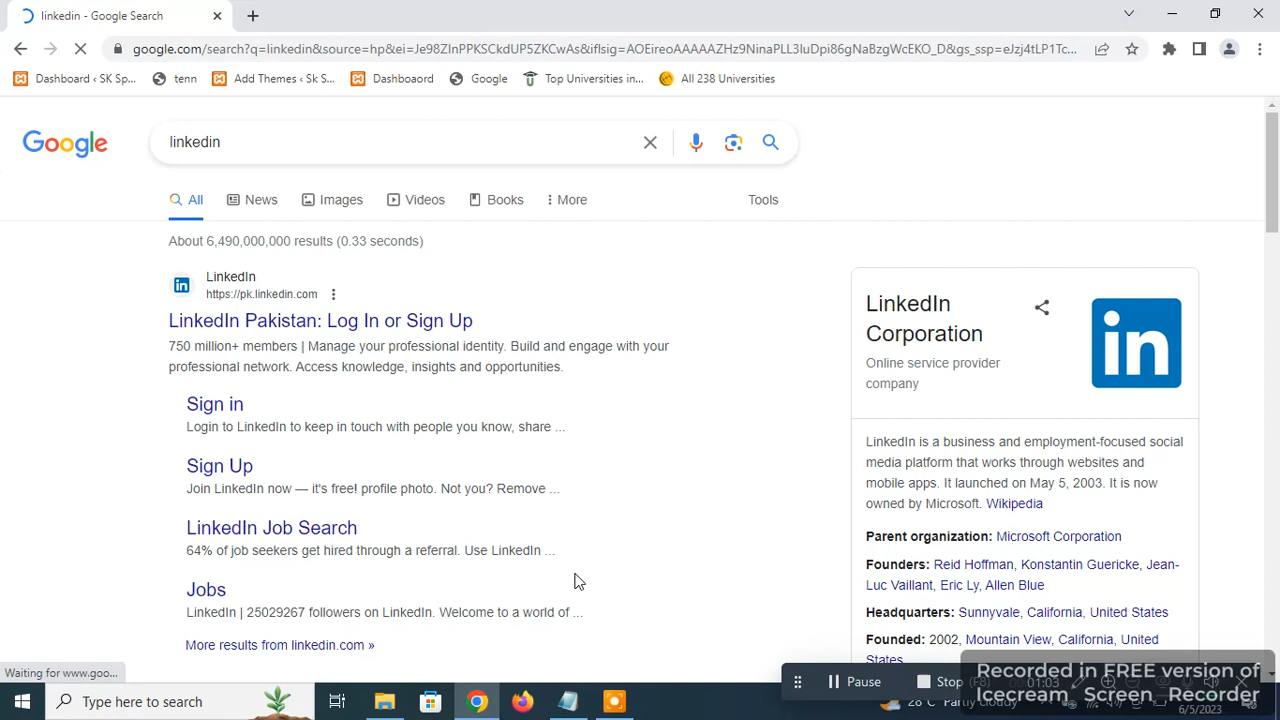 linkedin - Google Search
google.com/search?q=linkedin&source=hp&ei=Je98ZInPPKSCkdUP5ZKCwAs&iflsig=AOEireoAAAAAZHz9NinaPLL3luDpi86gNaBzgWcEKO_D&gs_ssp=eJzj4tLP1Tc...
Dashboard ‹ SK Sp... tenn Add Themes ‹ Sk S... Dashboaord Google Top Universities in... All 238 Universities
Google
linkedin
All News Images Videos Books More Tools
About 6,490,000,000 results (0.33 seconds)
LinkedIn
https://pk.linkedin.com
LinkedIn Pakistan: Log In or Sign Up
750 million+ members | Manage your professional identity. Build and engage with your
professional network. Access knowledge, insights and opportunities.
Sign in
Login to LinkedIn to keep in touch with people you know, share ...
Sign Up
Join LinkedIn now — it's free! profile photo. Not you? Remove ...
LinkedIn Job Search
64% of job seekers get hired through a referral. Use LinkedIn ...
Jobs
LinkedIn | 25029267 followers on LinkedIn. Welcome to a world of ...
More results from linkedin.com »
LinkedIn
Corporation
Online service provider
company
in
LinkedIn is a business and employment-focused social
media platform that works through websites and
mobile apps. It launched on May 5, 2003. It is now
owned by Microsoft. Wikipedia
Parent organization: Microsoft Corporation
Founders: Reid Hoffman, Konstantin Guericke, Jean-
Luc Vaillant, Eric Ly, Allen Blue
Headquarters: Sunnyvale, California, United States
Founded: 2002, Mountain View, California, United
States
Waiting for www.goo...
Pause Stop (F8) 01:03
Recorded in FREE version of
Icecream Screen Recorder
Type here to search
28°C Partly cloudy
6/5/2023